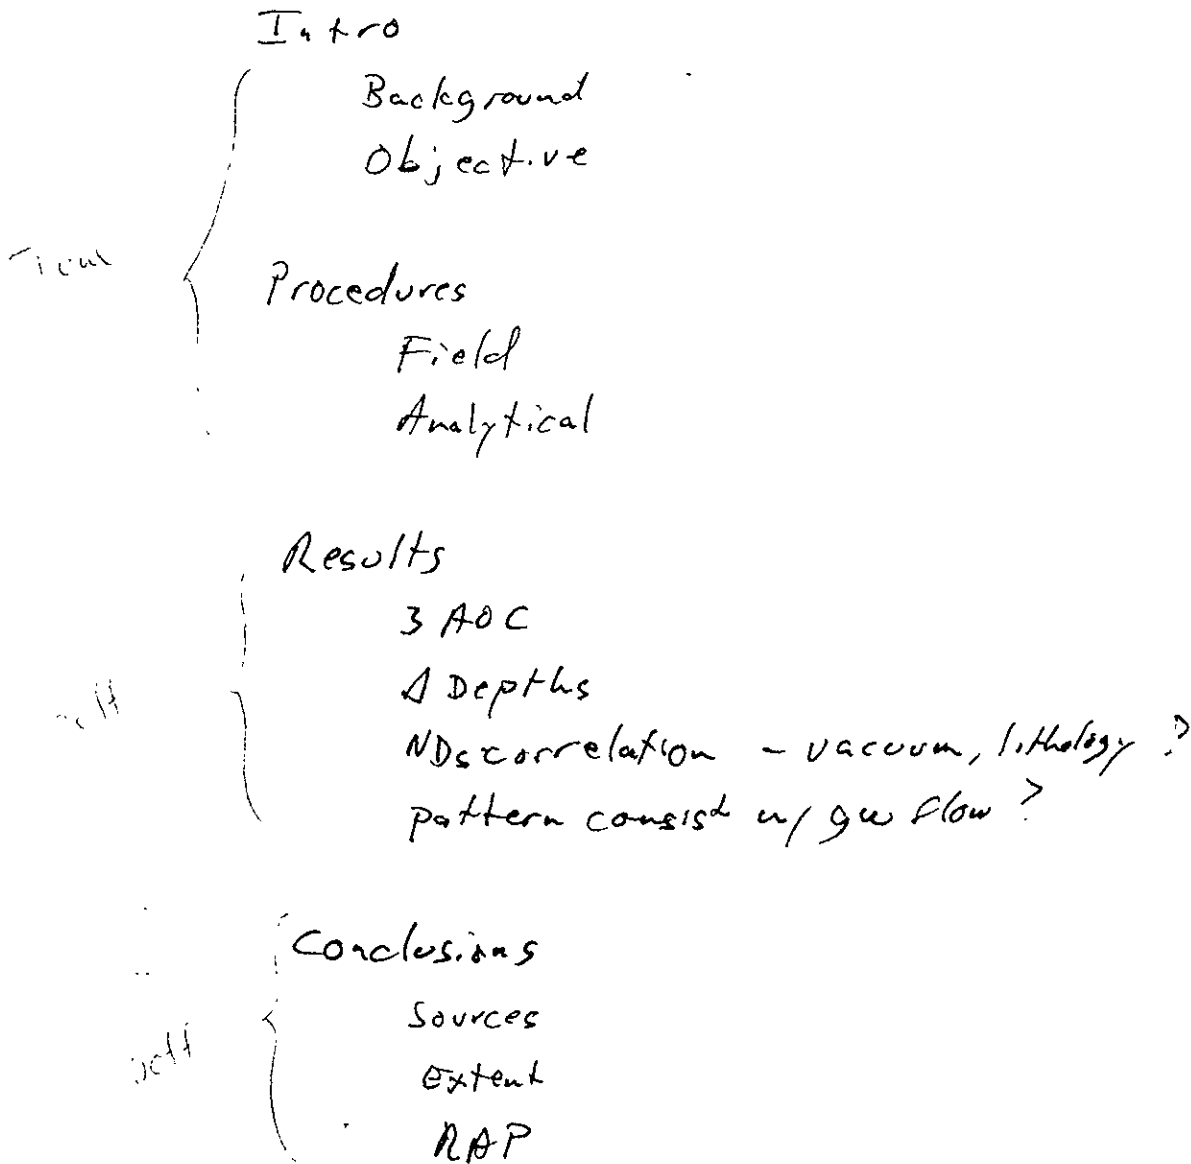 Intro
Background
Objective
Procedures
Field
Analytical
Results
3 AOC
Δ Depths
NDs correlation - vacuum, lithology ?
pattern consist w/ gw flow ?
Conclusions
Sources
Extent
RAP